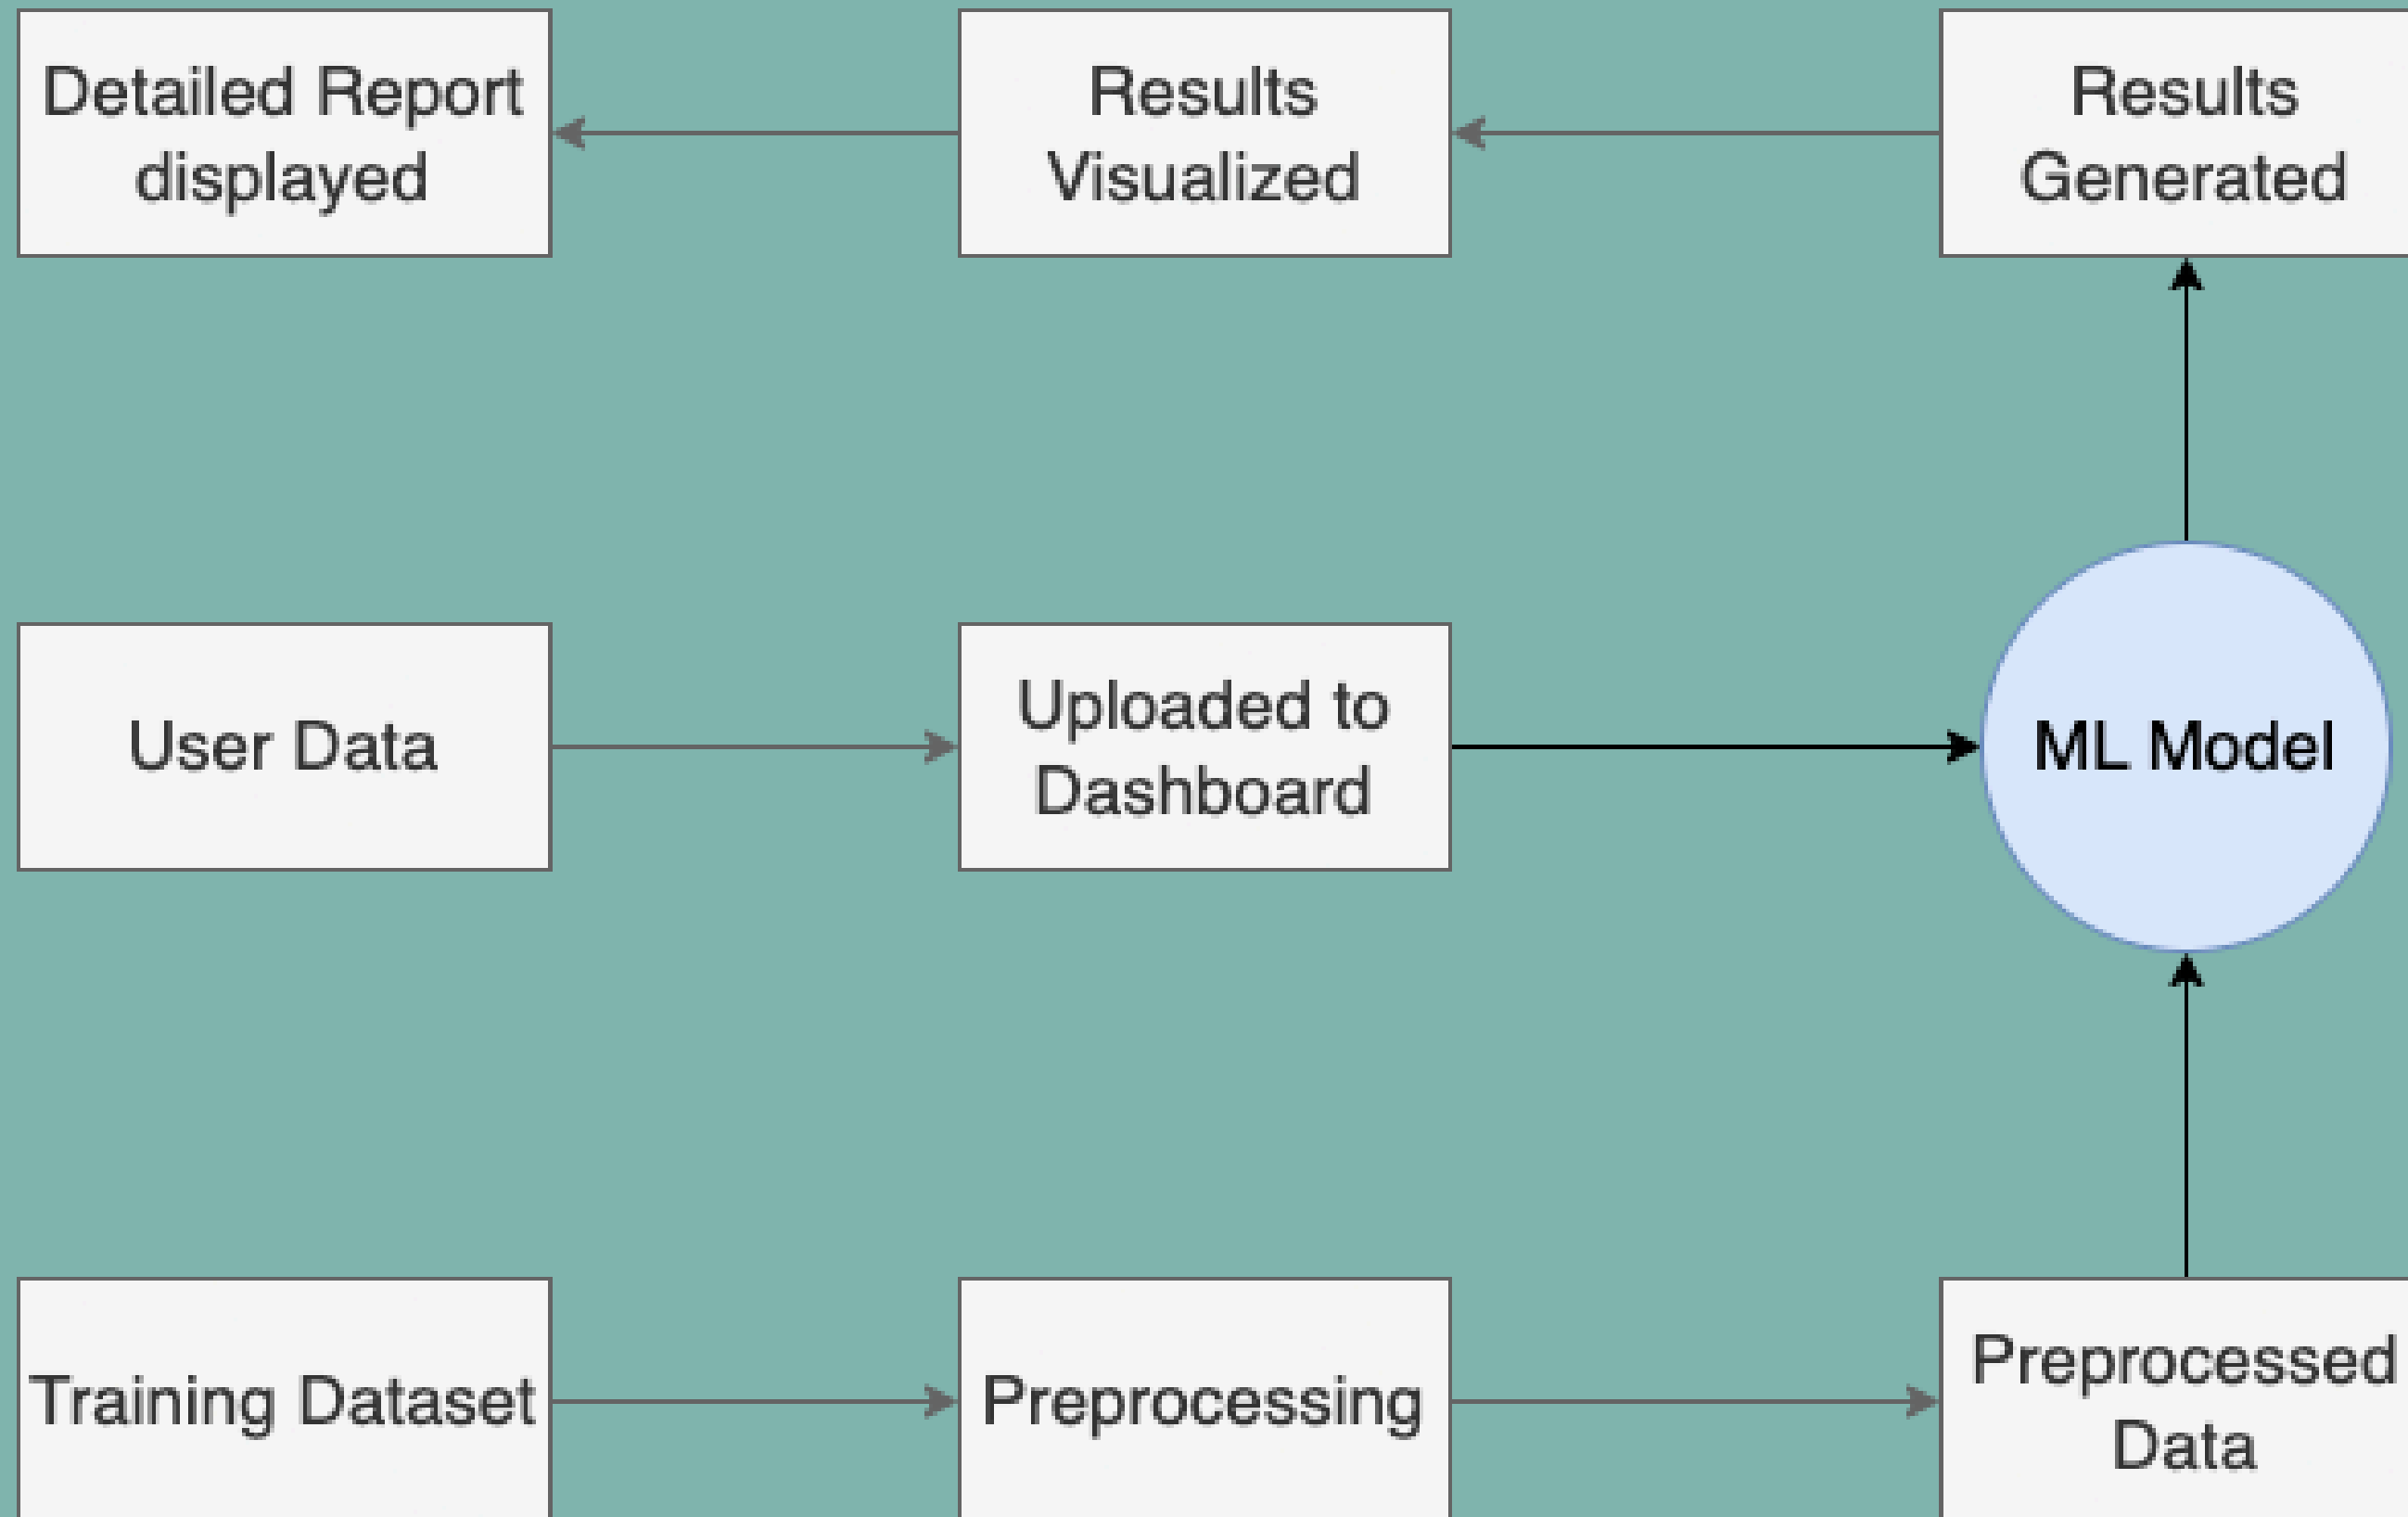 Detailed Report
displayed
Results
Visualized
Results
Generated
User Data
Uploaded to
Dashboard
ML Model
Training Dataset
Preprocessing
Preprocessed
Data